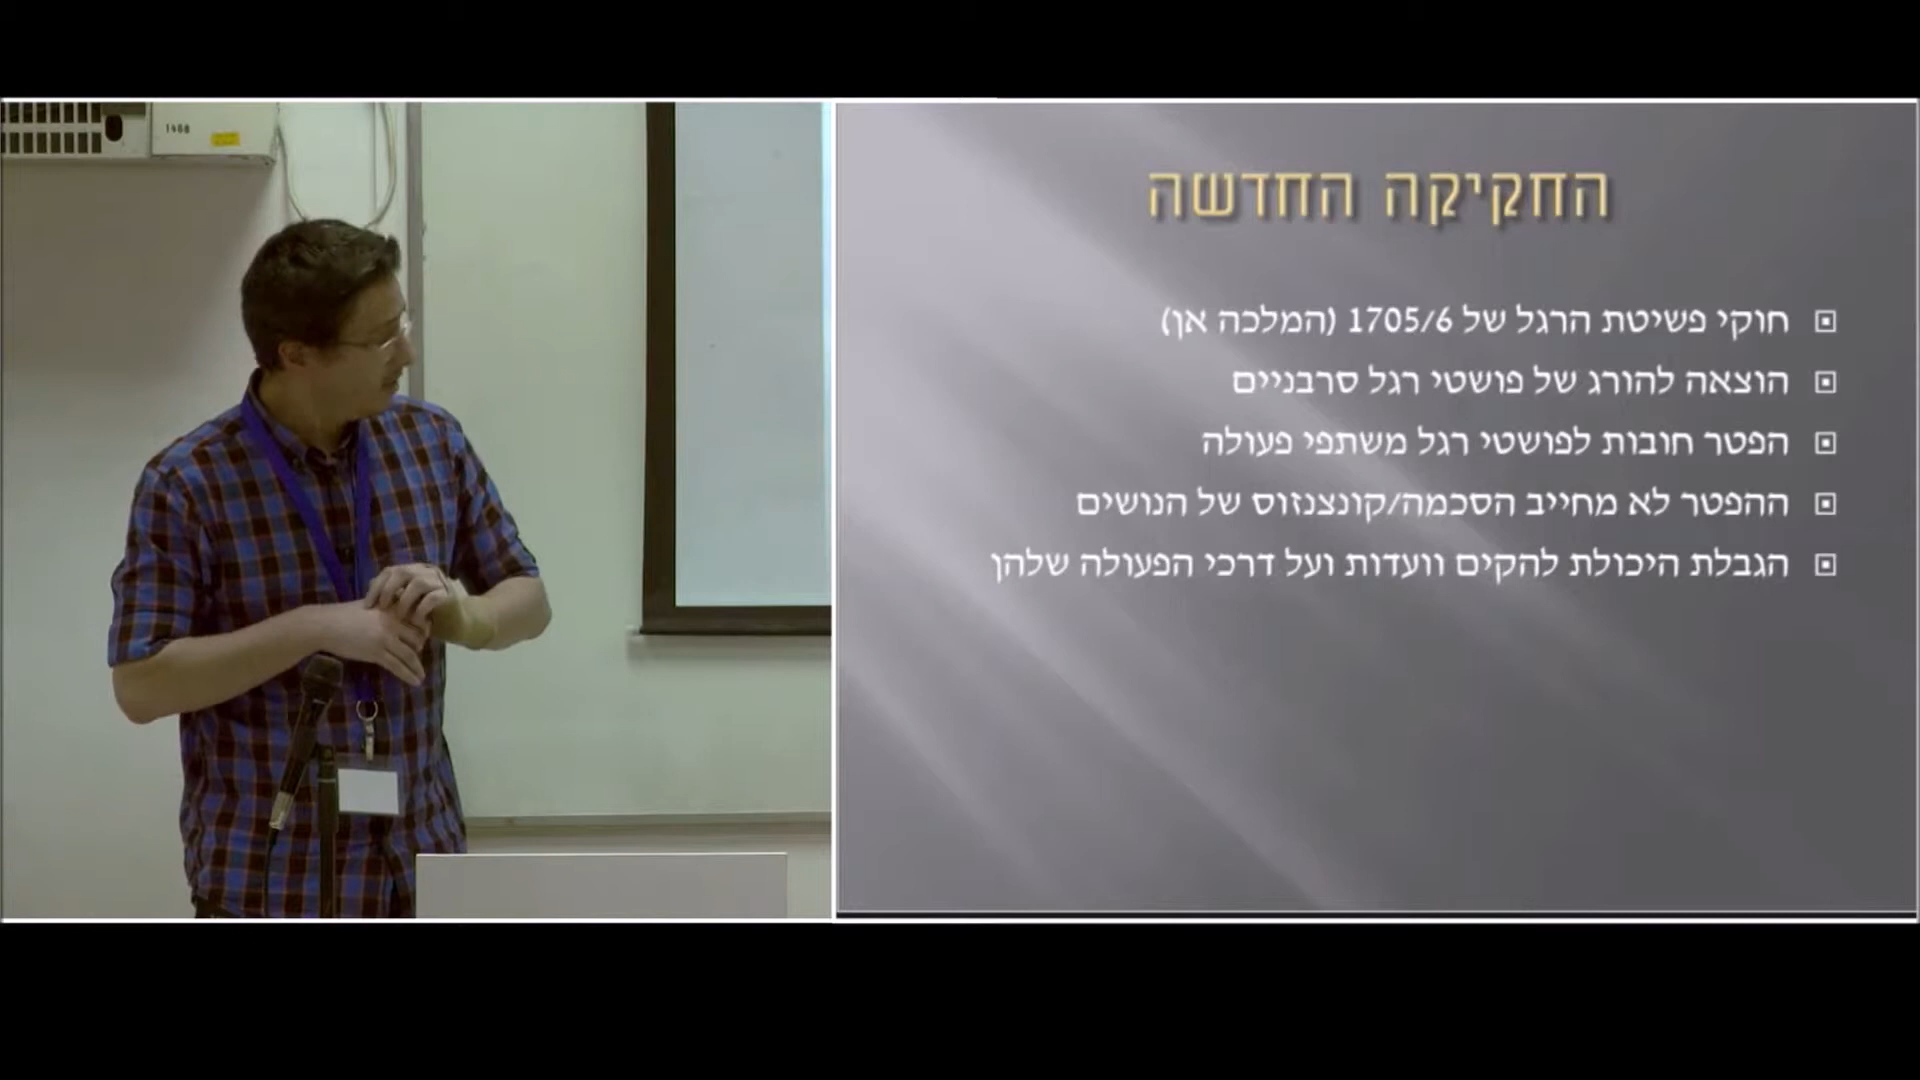 1408
החקיקה החדשה
חוקי פשיטת הרגל של 1705/6 (המלכה אן)
הוצאה להורג של פושטי רגל סרבניים
הפטר חובות לפושטי רגל משתפי פעולה
ההפטר לא מחייב הסכמה/קונצנזוס של הנושים
הגבלת היכולת להקים וועדות ועל דרכי הפעולה שלהן